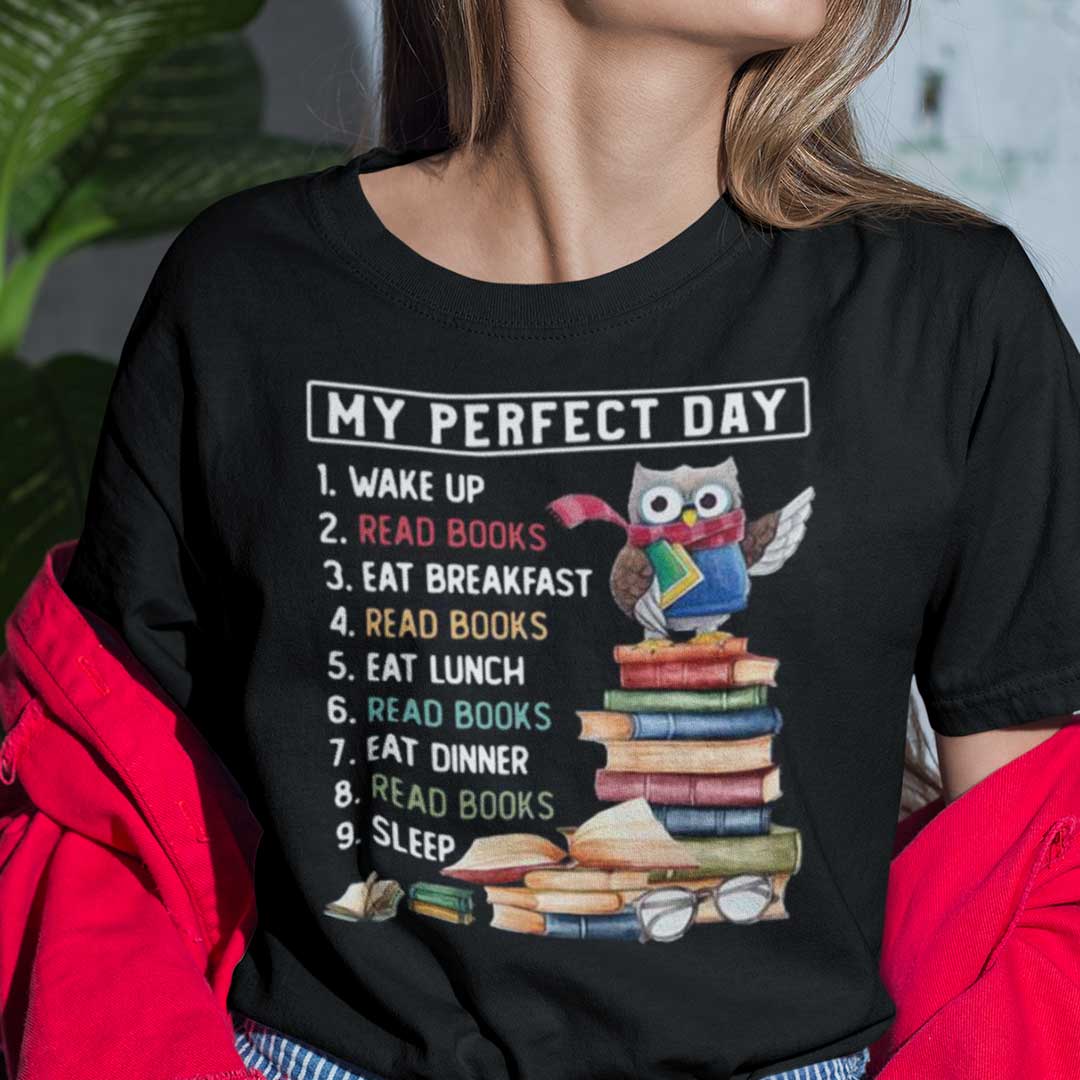 MY PERFECT DAY
1. WAKE UP
2. READ BOOKS
3. EAT BREAKFAST
4. READ BOOKS
5. EAT LUNCH
6. READ BOOKS
7. EAT DINNER
8. READ BOOKS
9. SLEEP